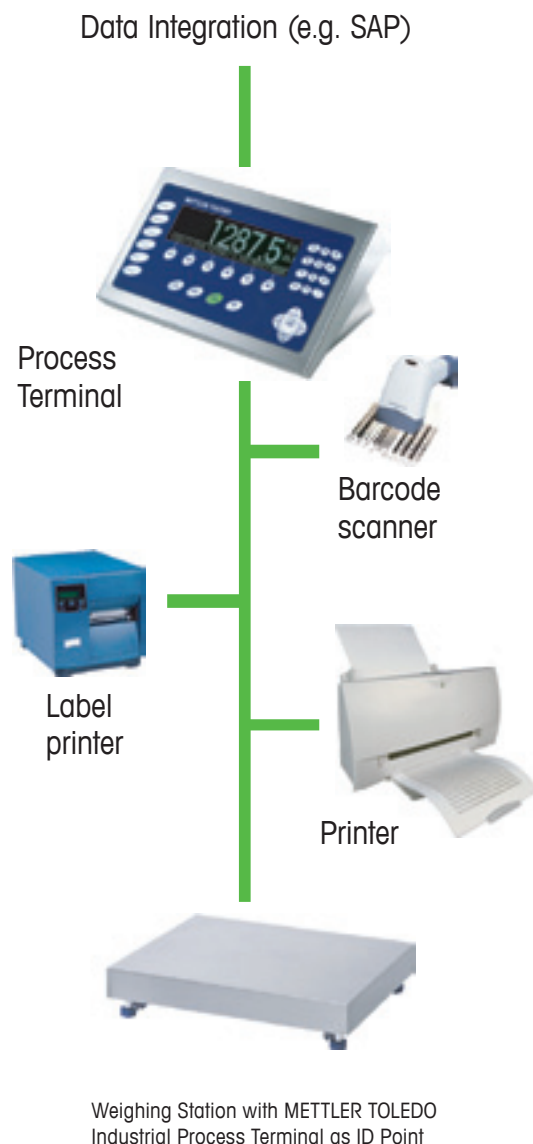 Data Integration (e.g. SAP)
METTLER TOLEDO
1287.5
Process
Terminal
Barcode
scanner
Label
printer
Printer
Weighing Station with METTLER TOLEDO
Industrial Process Terminal as ID Point